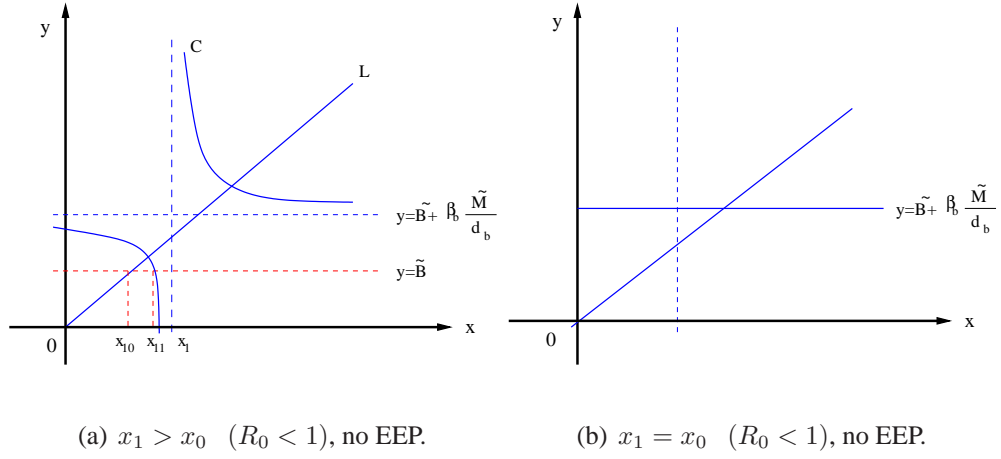 y
C
L
y=B̃+ β_b M̃/d_b
y=B̃
0
x_10
x_11
x_1
x
(a) x_1 > x_0 (R_0 < 1), no EEP.
y
y=B̃+ β_b M̃/d_b
0
x
(b) x_1 = x_0 (R_0 < 1), no EEP.